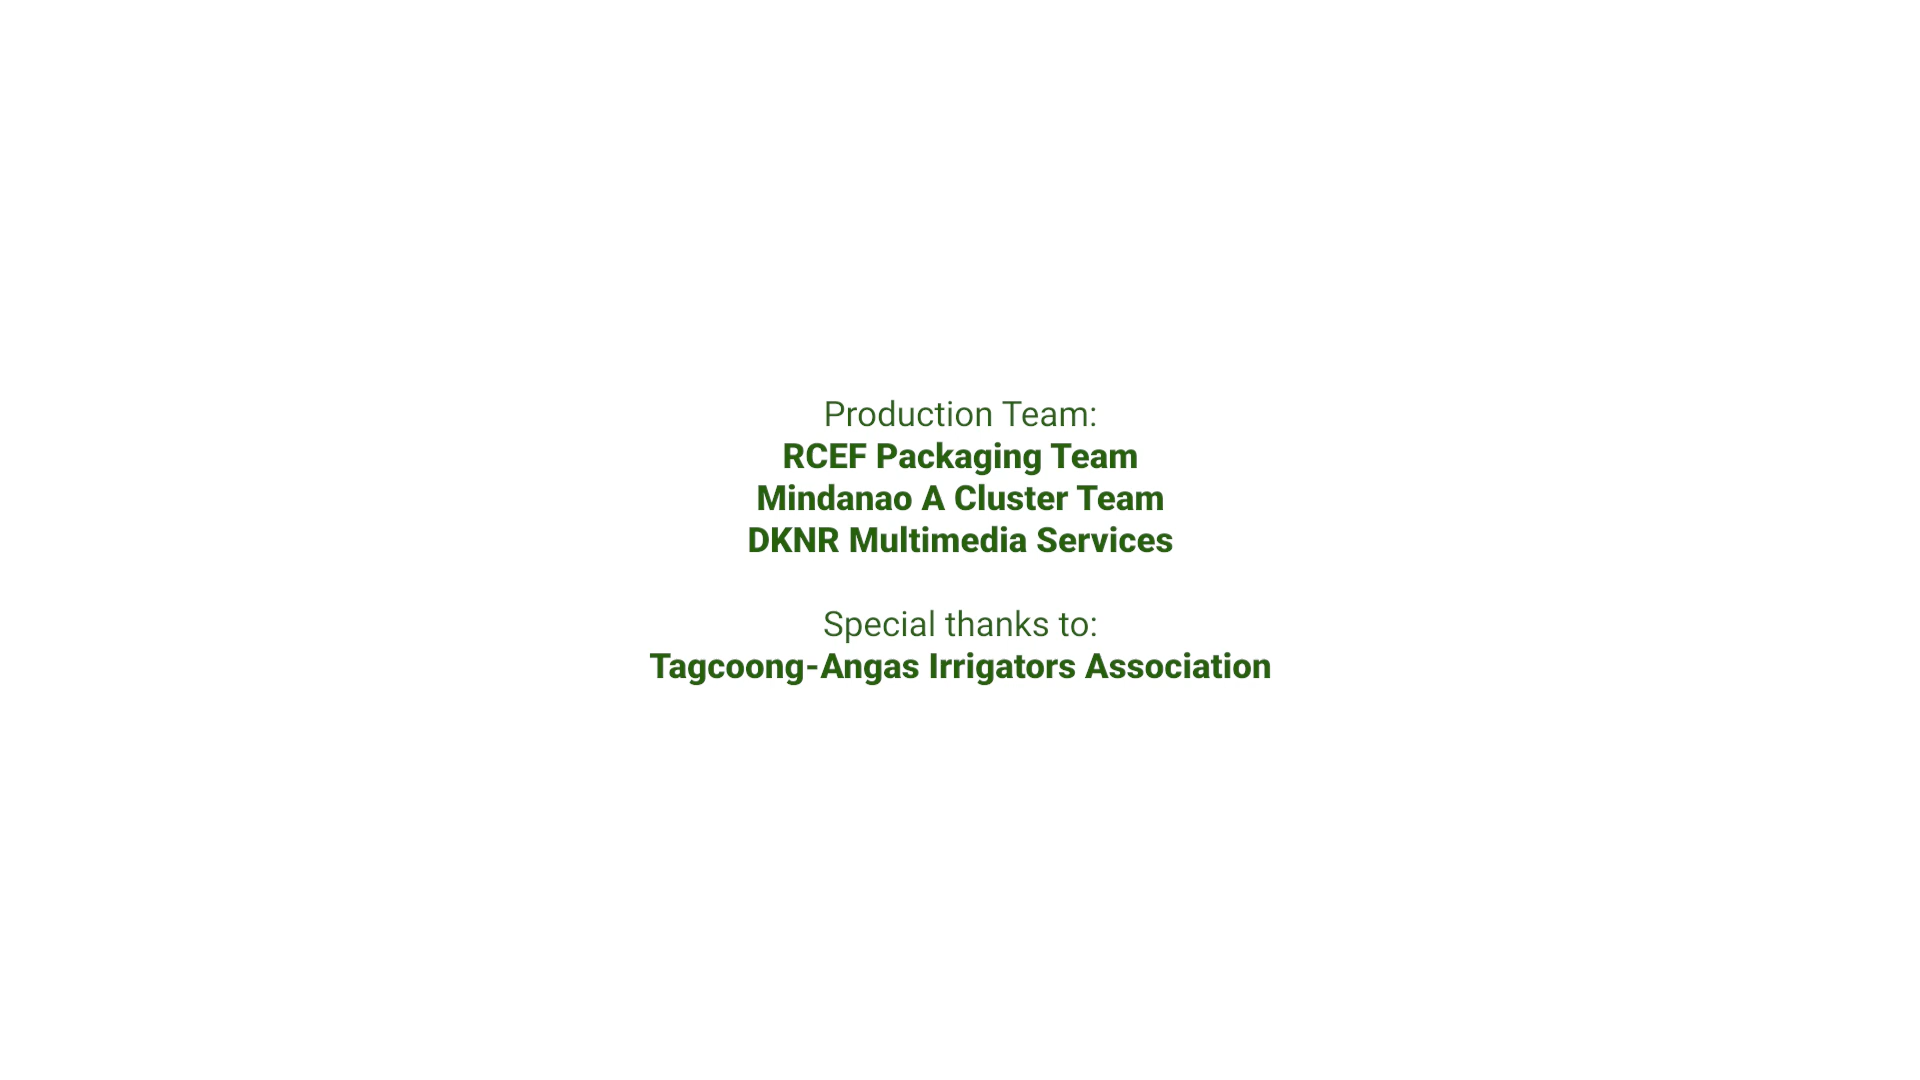 Production Team:
RCEF Packaging Team
Mindanao A Cluster Team
DKNR Multimedia Services
Special thanks to:
Tagcoong-Angas Irrigators Association